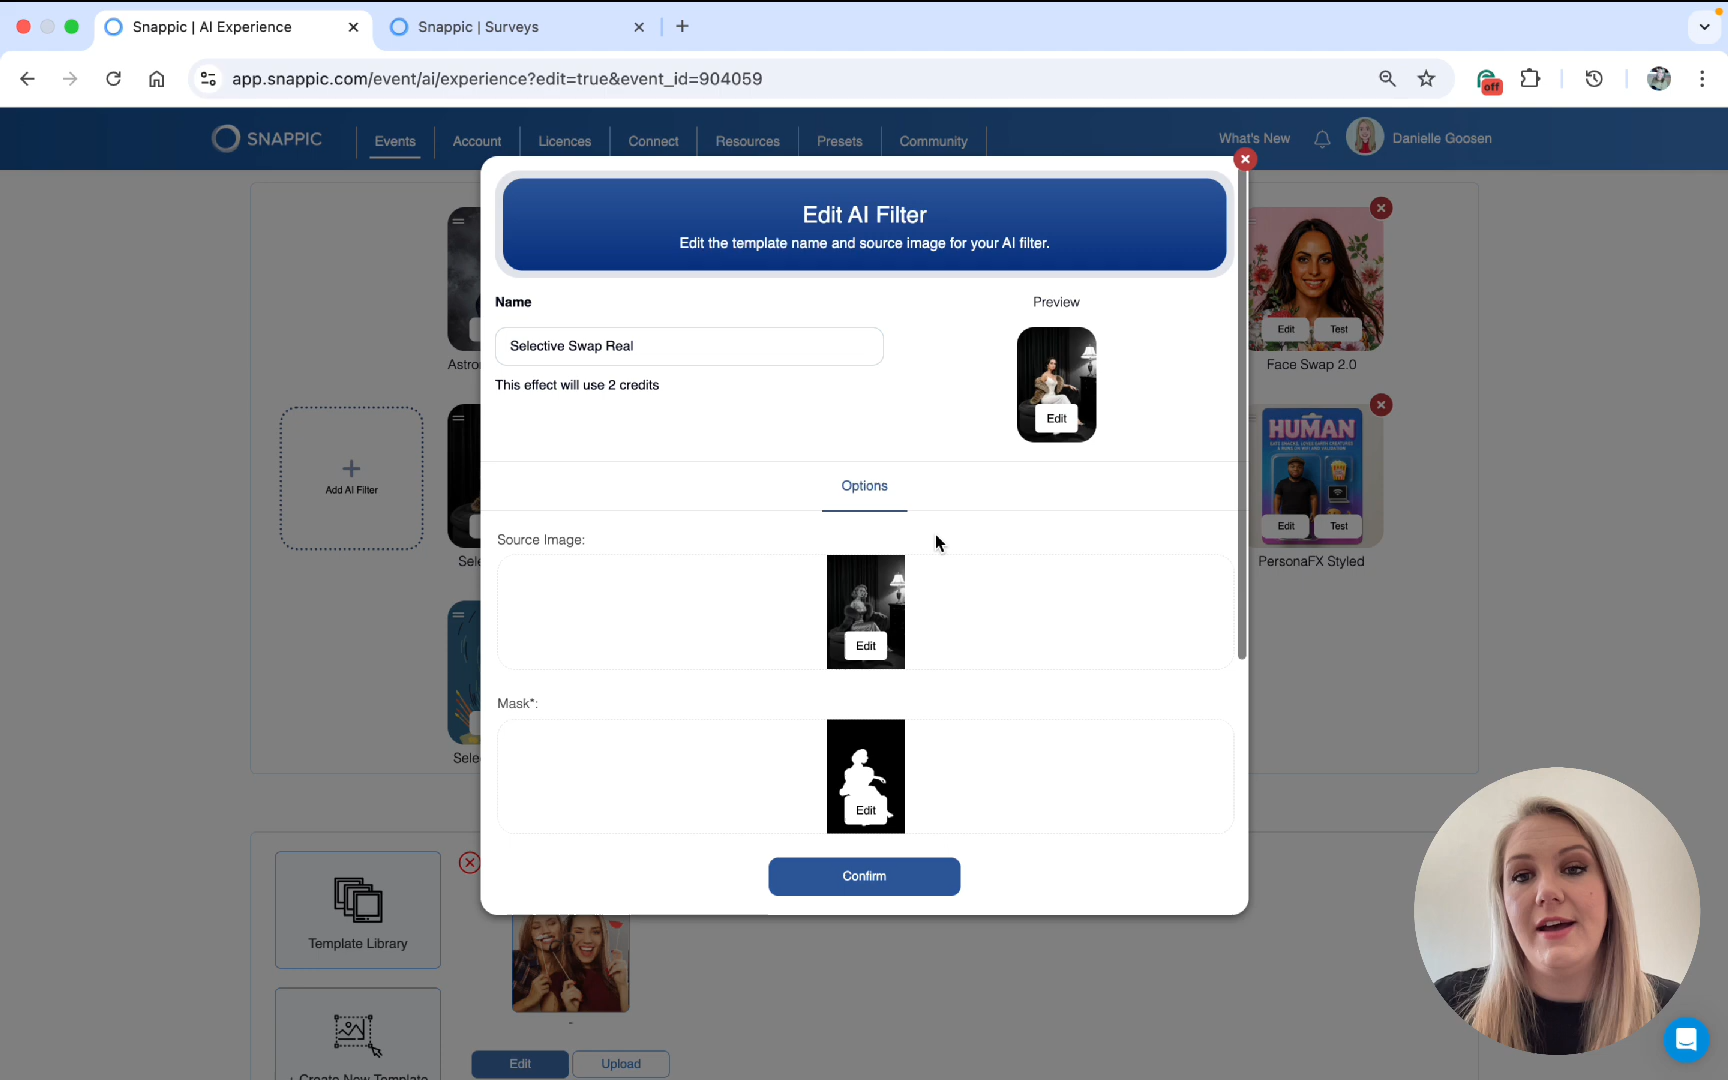 Snappic | AI Experience
Snappic | Surveys
app.snappic.com/event/ai/experience?edit=true&event_id=904059
off
SNAPPIC
Events
Account
Licences
Connect
Resources
Presets
Community
What's New
Danielle Goosen
Edit AI Filter
Edit the template name and source image for your AI filter.
Name
Preview
Selective Swap Real
Edit
This effect will use 2 credits
Options
Source Image:
Edit
Mask*:
Edit
Confirm
Astron
Edit
Test
Face Swap 2.0
Add AI Filter
Sele
HUMAN
Edit
Test
PersonaFX Styled
Sele
Template Library
+ Create New Template
Edit
Upload